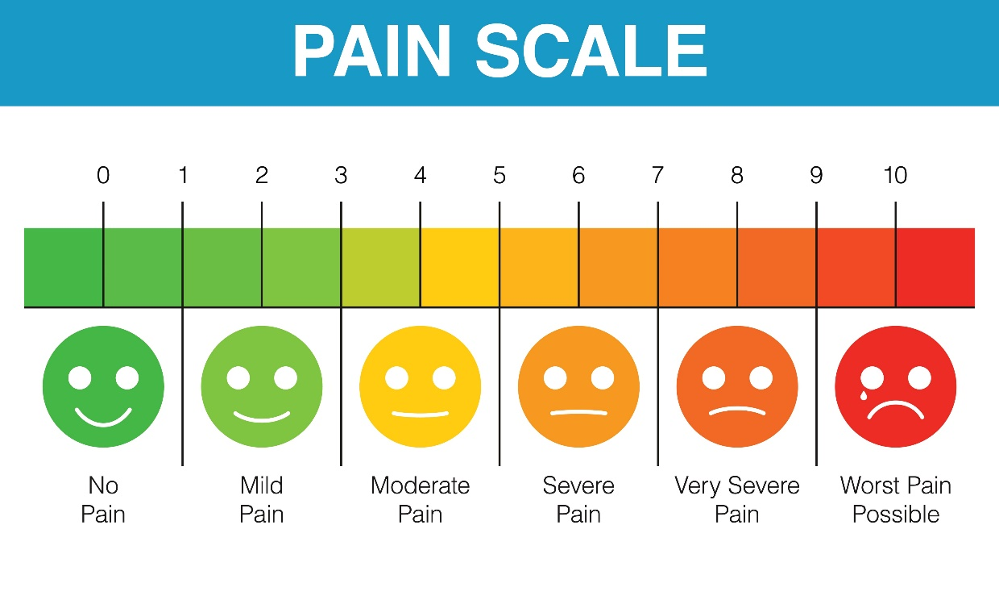 PAIN SCALE
0 1 2 3 4 5 6 7 8 9 10
No
Pain
Mild
Pain
Moderate
Pain
Severe
Pain
Very Severe
Pain
Worst Pain
Possible